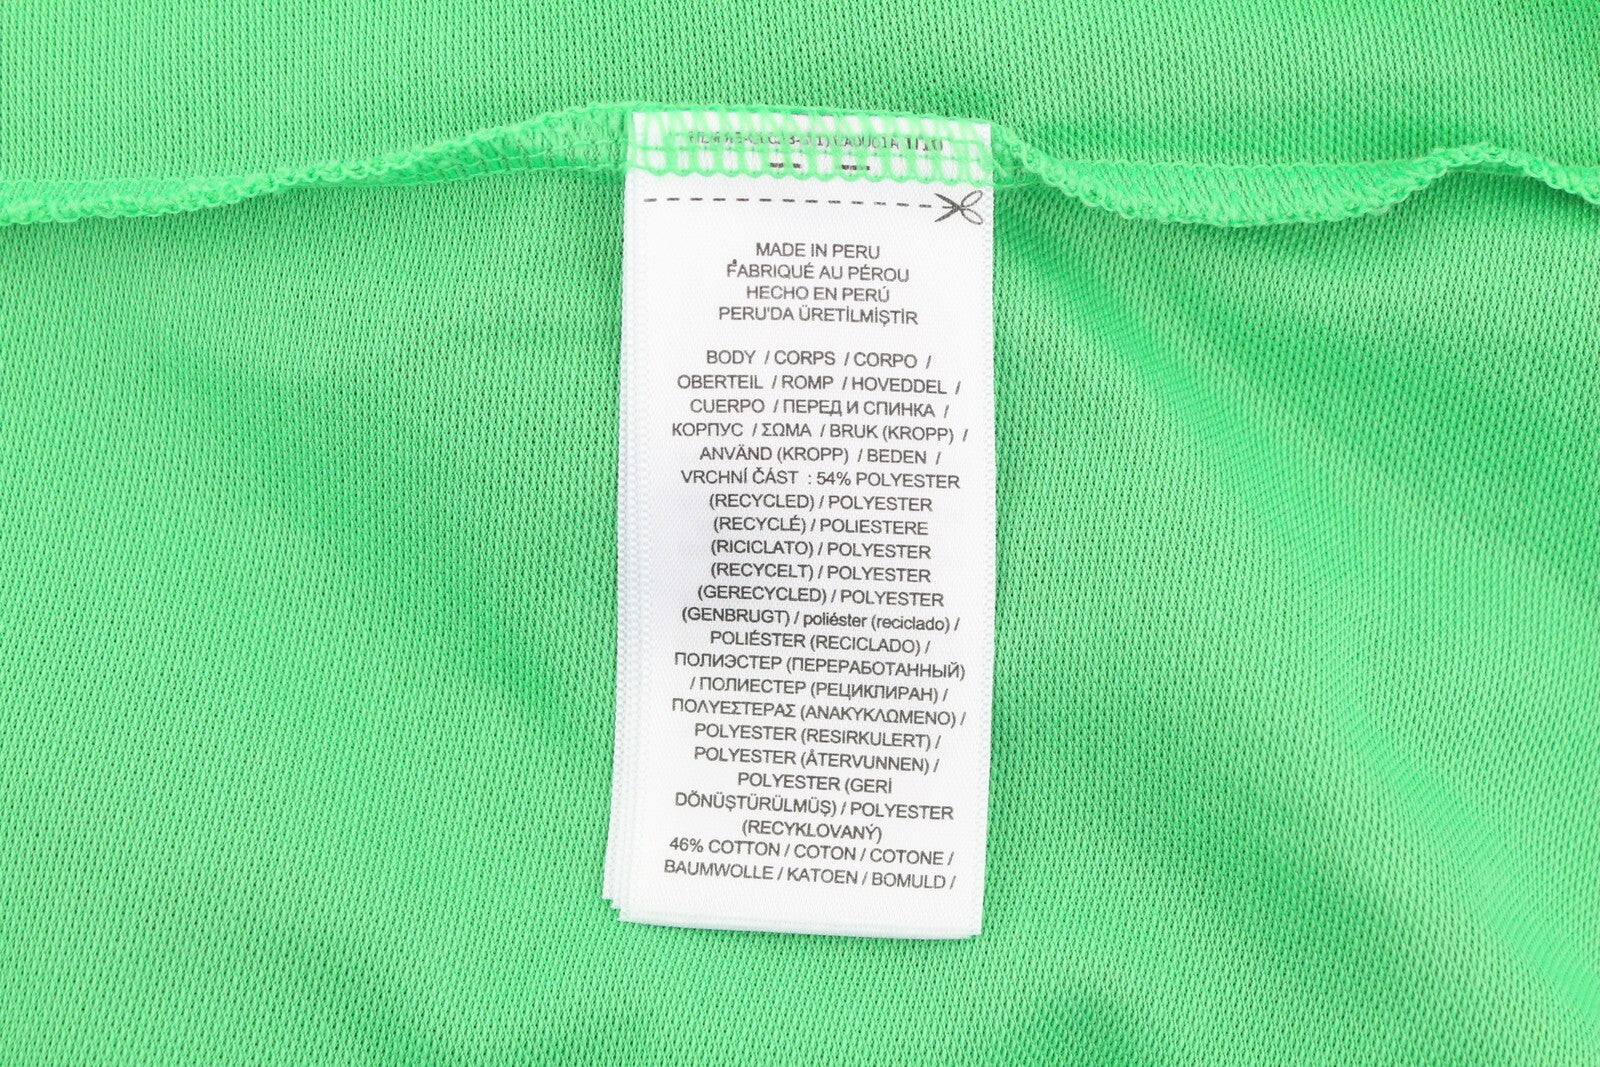 MADE IN PERU
FABRIQUÉ AU PÉROU
HECHO EN PERÚ
PERU'DA ÜRETİLMİŞTİR
BODY / CORPS / CORPO /
OBERTEIL / ROMP / HOVEDDEL /
CUERPO / ПЕРЕД И СПИНКА /
КОРПУС / ΣΩΜΑ / BRUK (KROPP) /
ANVÄND (KROPP) / BEDEN /
VRCHNÍ ČÁST : 54% POLYESTER
(RECYCLED) / POLYESTER
(RECYCLÉ) / POLIESTERE
(RICICLATO) / POLYESTER
(RECYCELT) / POLYESTER
(GERECYCLED) / POLYESTER
(GENBRUGT) / poliéster (reciclado) /
POLIÉSTER (RECICLADO) /
ПОЛИЭСТЕР (ПЕРЕРАБОТАННЫЙ)
/ ПОЛИЕСТЕР (РЕЦИКЛИРАН) /
ΠΟΛΥΕΣΤΕΡΑΣ (ΑΝΑΚΥΚΛΩΜΕΝΟ) /
POLYESTER (RESIRKULERT) /
POLYESTER (ÅTERVUNNEN) /
POLYESTER (GERİ
DÖNÜŞTÜRÜLMÜŞ) / POLYESTER
(RECYKLOVANÝ)
46% COTTON / COTON / COTONE /
BAUMWOLLE / KATOEN / BOMULD /